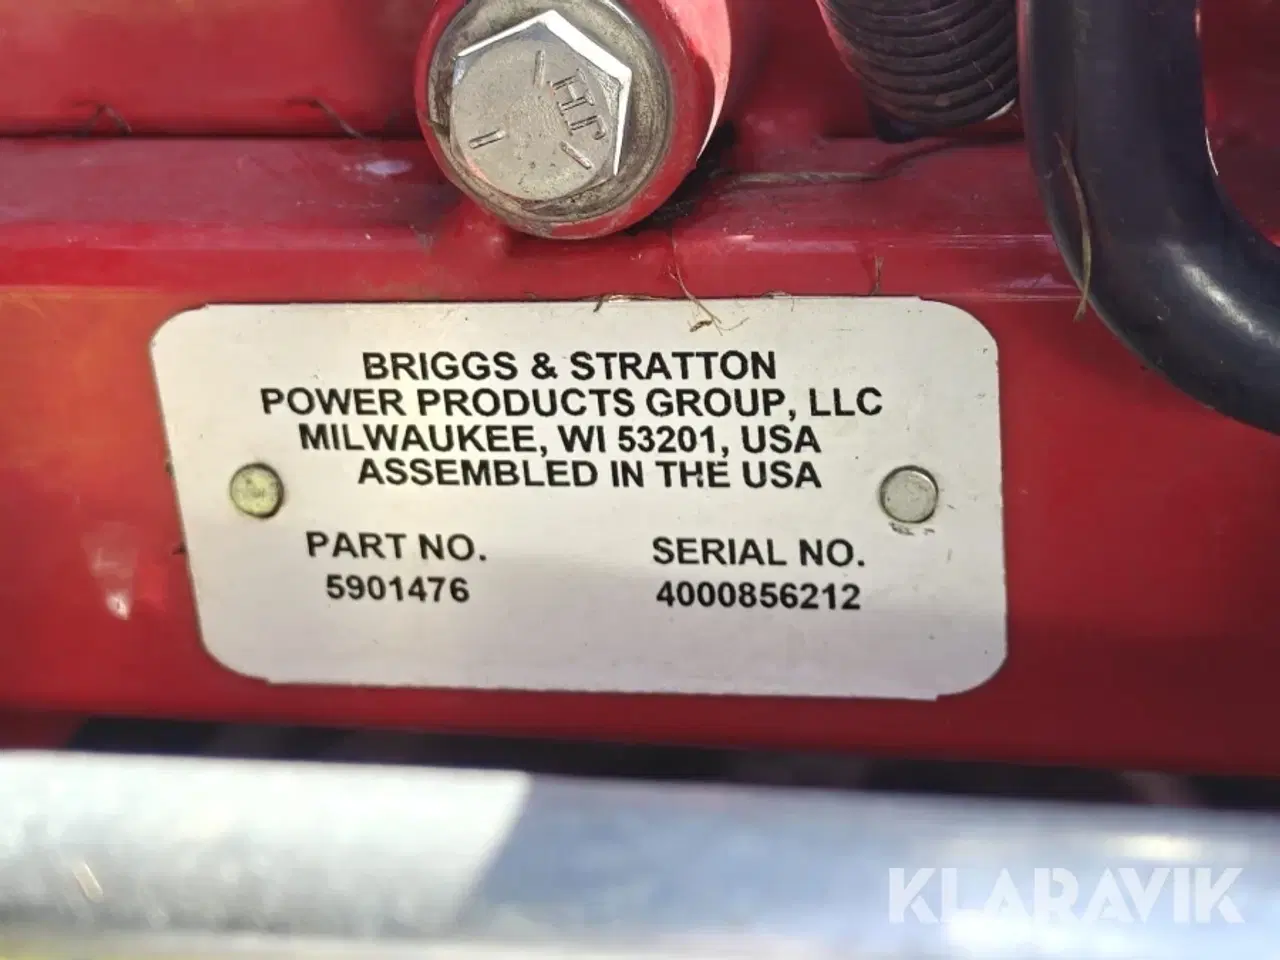 JH
BRIGGS & STRATTON
POWER PRODUCTS GROUP, LLC
MILWAUKEE, WI 53201, USA
ASSEMBLED IN THE USA
PART NO. SERIAL NO.
5901476 4000856212
KLARAVIK